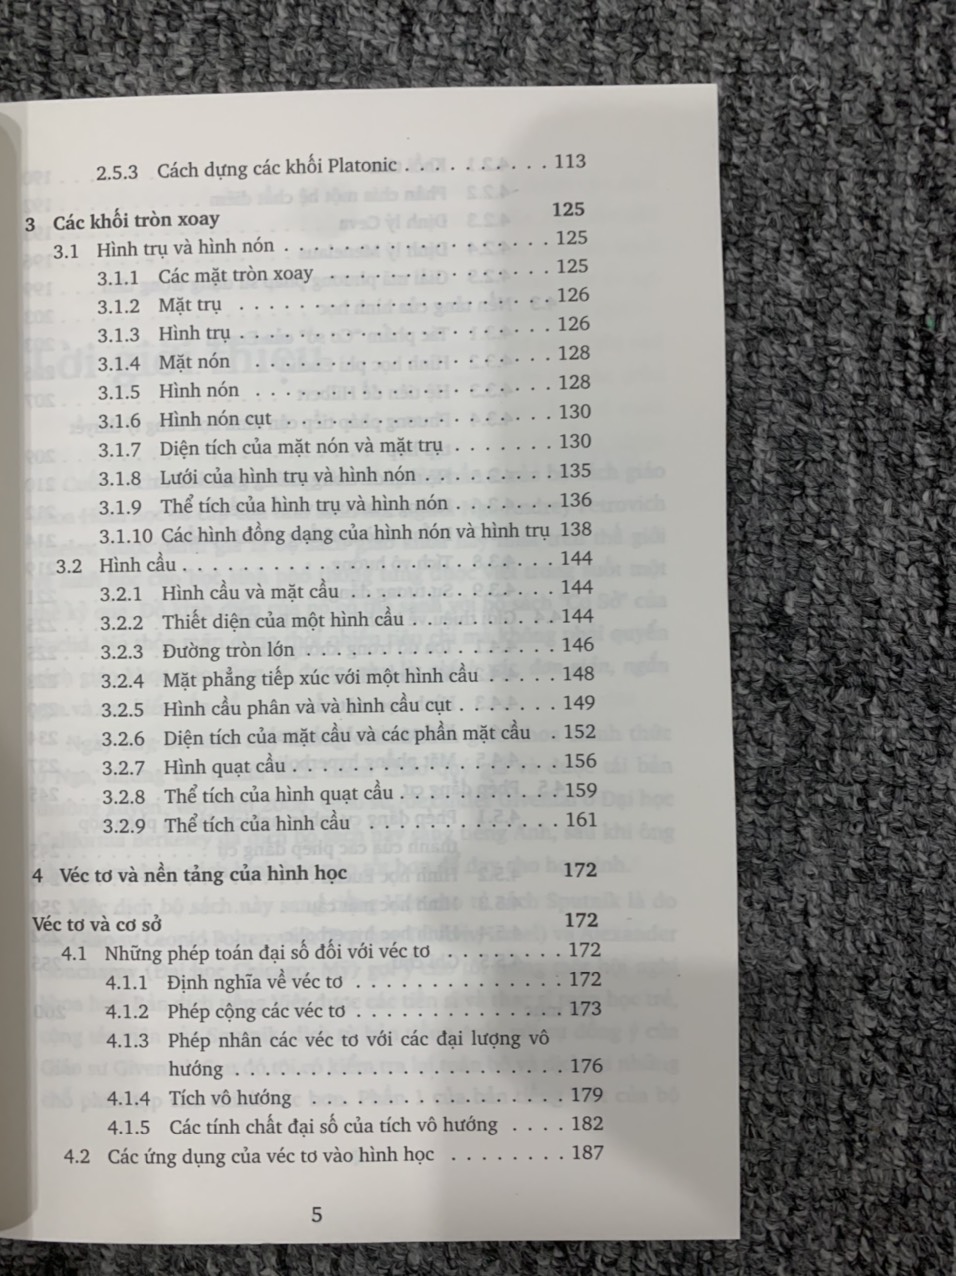 2.5.3 Cách dựng các khối Platonic . . . . . . . . . . 113
3 Các khối tròn xoay 125
3.1 Hình trụ và hình nón . . . . . . . . . . . . . . . . . . 125
3.1.1 Các mặt tròn xoay . . . . . . . . . . . . . . . 125
3.1.2 Mặt trụ . . . . . . . . . . . . . . . . . . . . . 126
3.1.3 Hình trụ . . . . . . . . . . . . . . . . . . . . . 126
3.1.4 Mặt nón . . . . . . . . . . . . . . . . . . . . 128
3.1.5 Hình nón . . . . . . . . . . . . . . . . . . . . 128
3.1.6 Hình nón cụt . . . . . . . . . . . . . . . . . . 130
3.1.7 Diện tích của mặt nón và mặt trụ . . . . . . . 130
3.1.8 Lưới của hình trụ và hình nón . . . . . . . . . 135
3.1.9 Thể tích của hình trụ và hình nón . . . . . . . 136
3.1.10 Các hình đồng dạng của hình nón và hình trụ 138
3.2 Hình cầu . . . . . . . . . . . . . . . . . . . . . . . . . 144
3.2.1 Hình cầu và mặt cầu . . . . . . . . . . . . . . 144
3.2.2 Thiết diện của một hình cầu . . . . . . . . . . 144
3.2.3 Đường tròn lớn . . . . . . . . . . . . . . . . . 146
3.2.4 Mặt phẳng tiếp xúc với một hình cầu . . . . . 148
3.2.5 Hình cầu phân và và hình cầu cụt . . . . . . . 149
3.2.6 Diện tích của mặt cầu và các phần mặt cầu . . 152
3.2.7 Hình quạt cầu . . . . . . . . . . . . . . . . . . 156
3.2.8 Thể tích của hình quạt cầu . . . . . . . . . . . 159
3.2.9 Thể tích của hình cầu . . . . . . . . . . . . . 161
4 Véc tơ và nền tảng của hình học 172
Véc tơ và cơ sở 172
4.1 Những phép toán đại số đối với véc tơ . . . . . . . . . 172
4.1.1 Định nghĩa về véc tơ . . . . . . . . . . . . . . 172
4.1.2 Phép cộng các véc tơ . . . . . . . . . . . . . . 173
4.1.3 Phép nhân các véc tơ với các đại lượng vô
hướng . . . . . . . . . . . . . . . . . . . . . . 176
4.1.4 Tích vô hướng . . . . . . . . . . . . . . . . . 179
4.1.5 Các tính chất đại số của tích vô hướng . . . . 182
4.2 Các ứng dụng của véc tơ vào hình học . . . . . . . . 187
5